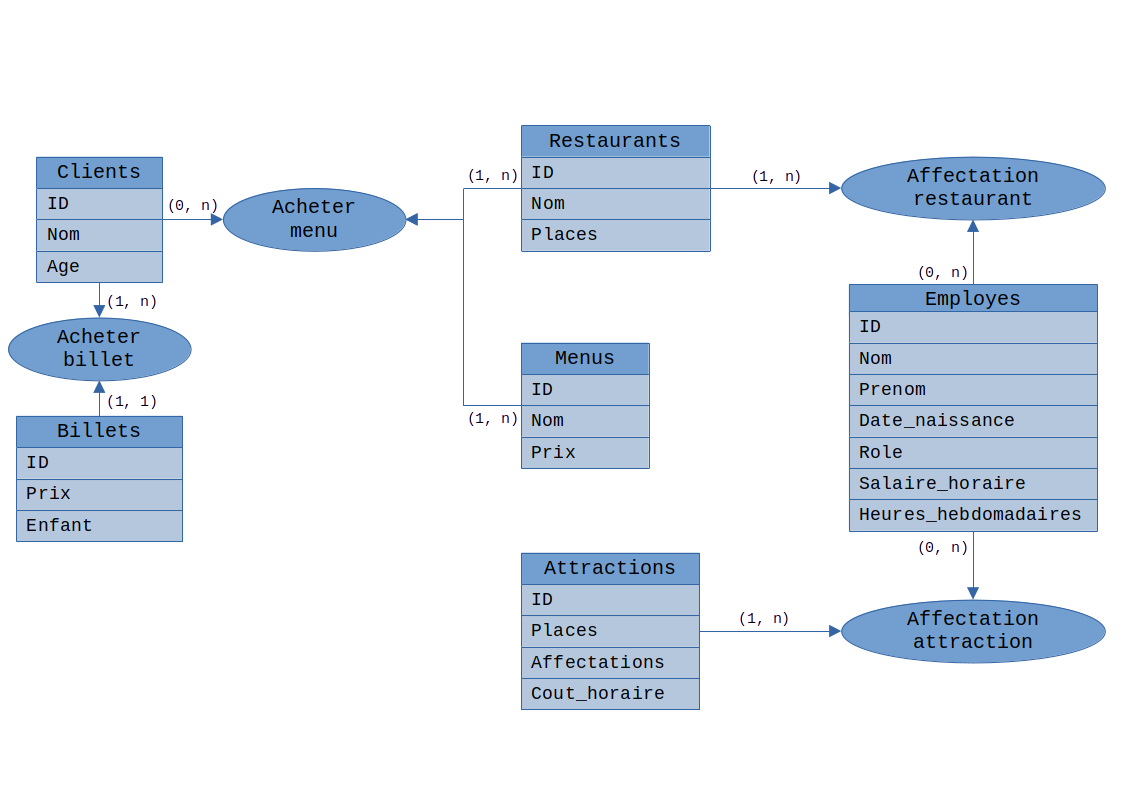 Clients
ID
Nom
Age
(0, n)
Acheter
menu
(1, n)
Acheter
billet
(1, 1)
Billets
ID
Prix
Enfant
Restaurants
ID
Nom
Places
(1, n)
(1, n)
Affectation
restaurant
Menus
ID
Nom
Prix
(1, n)
(0, n)
Employes
ID
Nom
Prenom
Date_naissance
Role
Salaire_horaire
Heures_hebdomadaires
(0, n)
Attractions
ID
Places
Affectations
Cout_horaire
(1, n)
Affectation
attraction